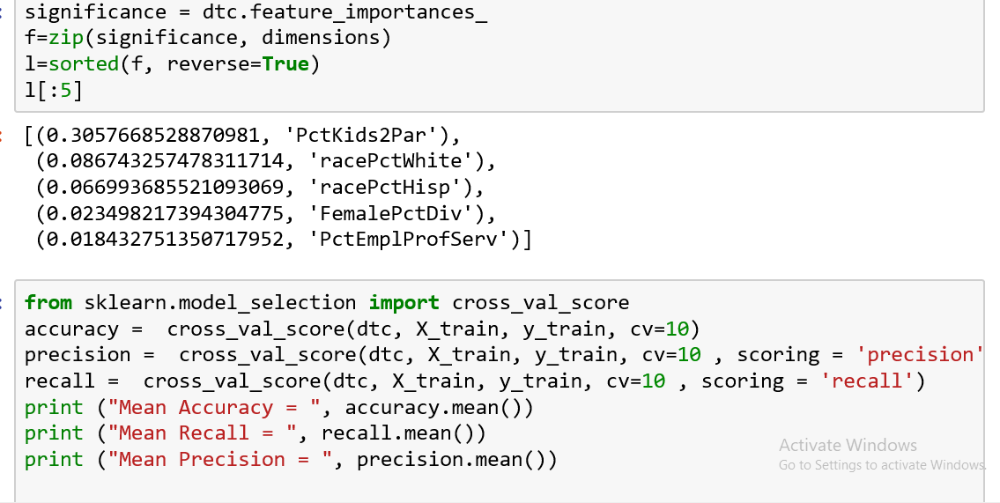 significance = dtc.feature_importances_
f=zip(significance, dimensions)
l=sorted(f, reverse=True)
l[:5]
[(0.3057668528870981, 'PctKids2Par'),
(0.086743257478311714, 'racePctWhite'),
(0.066993685521093069, 'racePctHisp'),
(0.023498217394304775, 'FemalePctDiv'),
(0.018432751350717952, 'PctEmplProfServ')]
from sklearn.model_selection import cross_val_score
accuracy =  cross_val_score(dtc, X_train, y_train, cv=10)
precision =  cross_val_score(dtc, X_train, y_train, cv=10 , scoring = 'precision'
recall =  cross_val_score(dtc, X_train, y_train, cv=10 , scoring = 'recall')
print ("Mean Accuracy = ", accuracy.mean())
print ("Mean Recall = ", recall.mean())
print ("Mean Precision = ", precision.mean())
Activate Windows
Go to Settings to activate Windows.